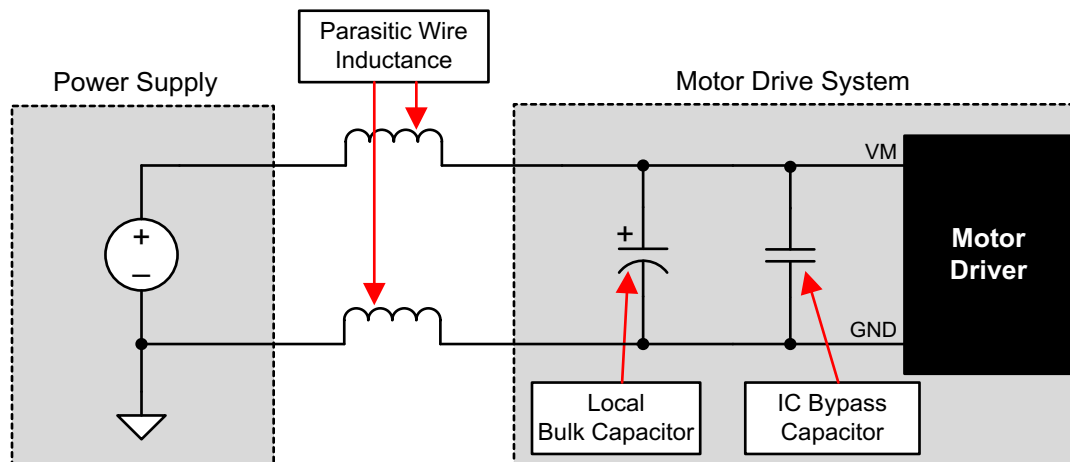 Parasitic Wire
Inductance
Power Supply
Motor Drive System
VM
+
–
+
Motor
Driver
GND
Local
Bulk Capacitor
IC Bypass
Capacitor